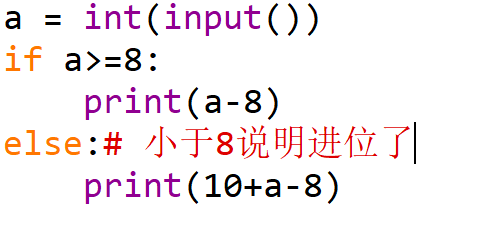 a = int(input())
if a>=8:
    print(a-8)
else:# 小于8说明进位了
    print(10+a-8)